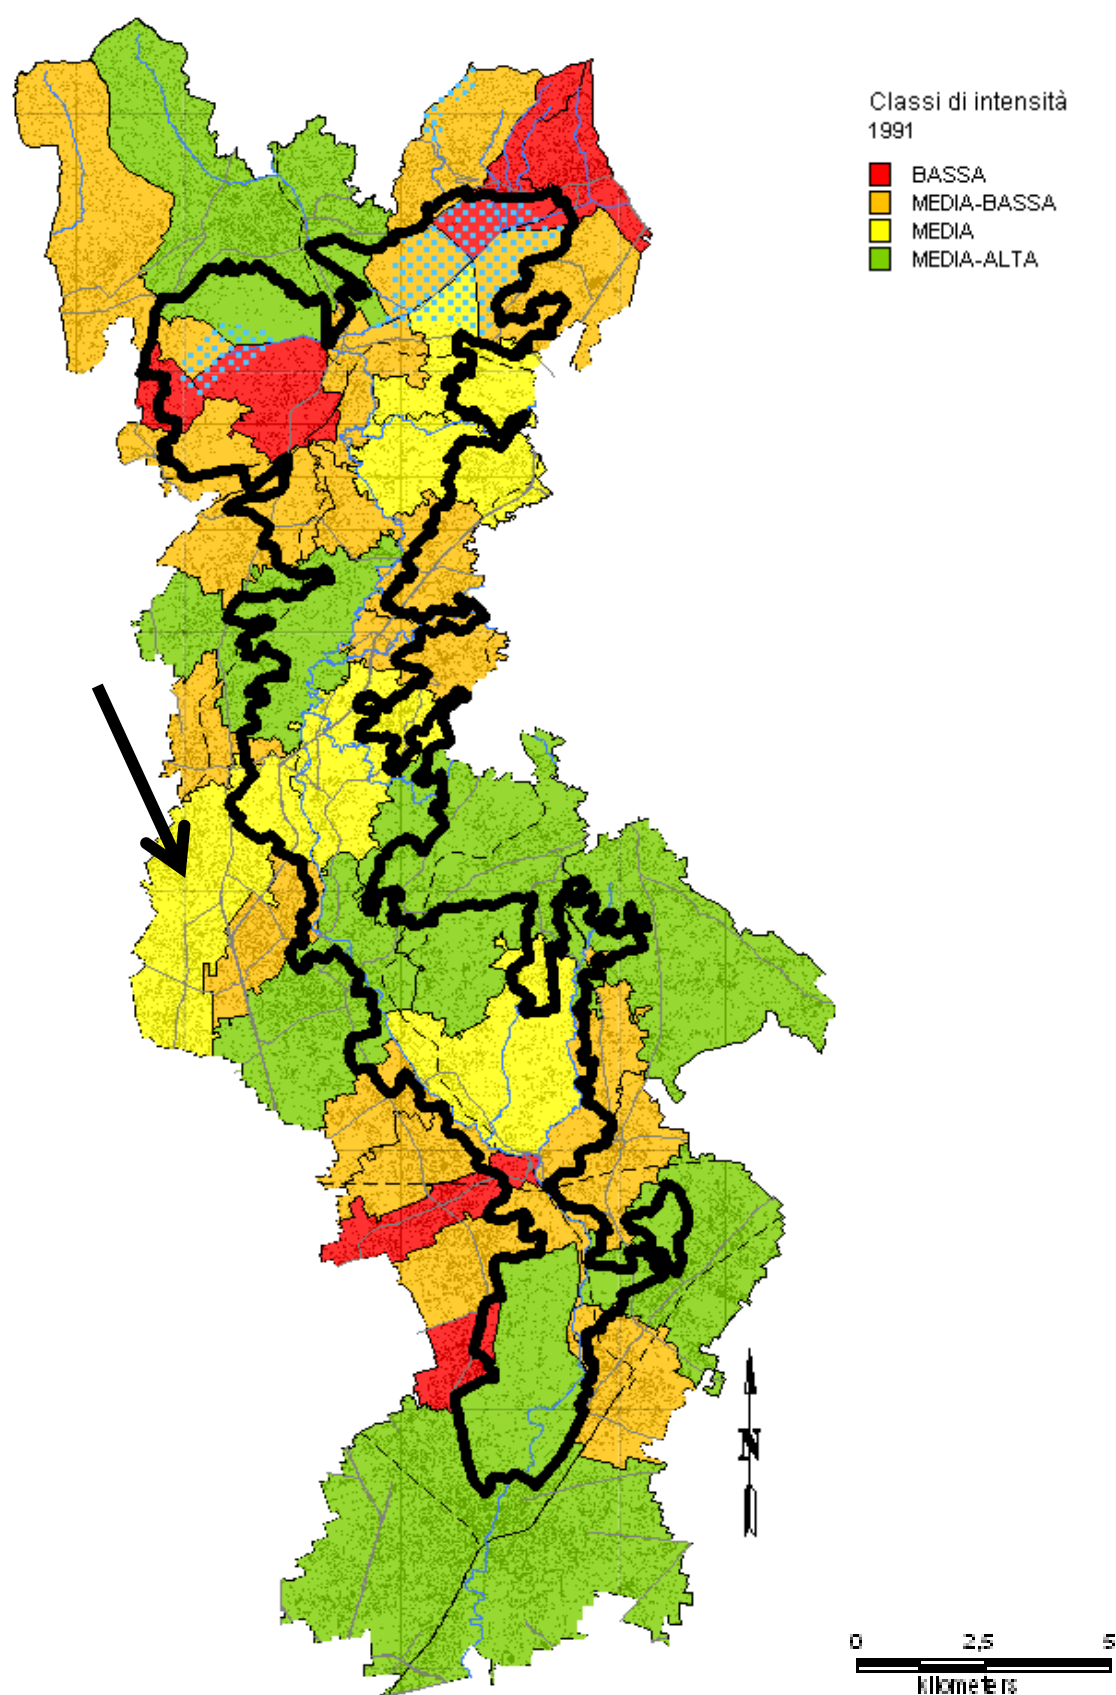 Classi di intensità
1991
BASSA
MEDIA-BASSA
MEDIA
MEDIA-ALTA
N
0 2,5 5
kilometers